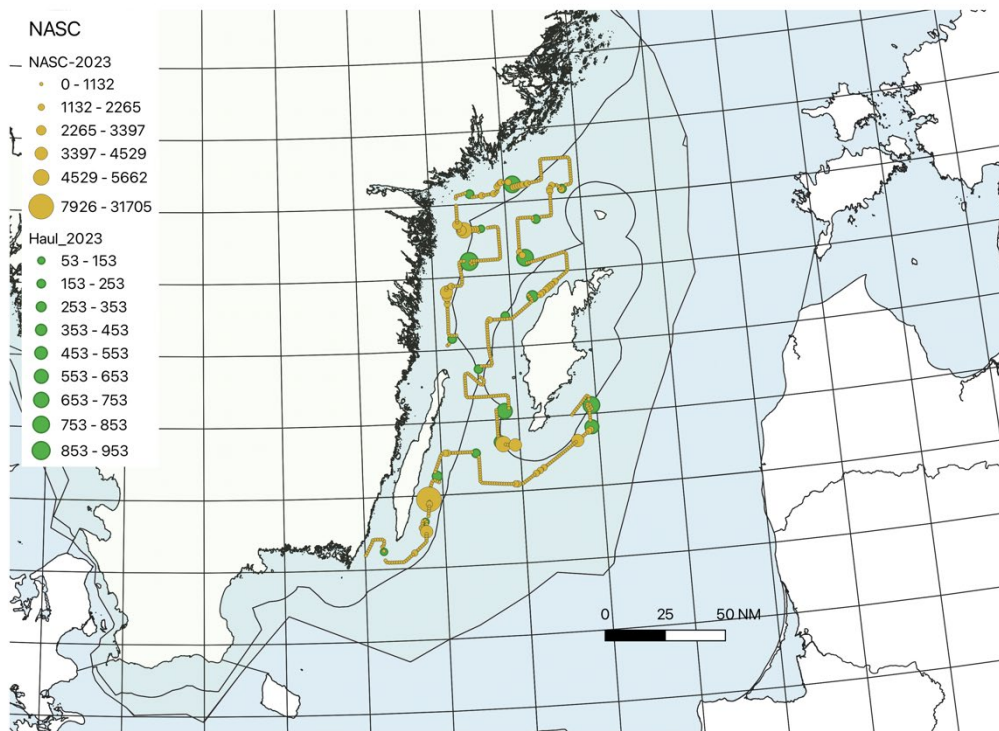 NASC
NASC-2023
0 - 1132
1132 - 2265
2265 - 3397
3397 - 4529
4529 - 5662
7926 - 31705
Haul_2023
53 - 153
153 - 253
253 - 353
353 - 453
453 - 553
553 - 653
653 - 753
753 - 853
853 - 953
0 25 50 NM